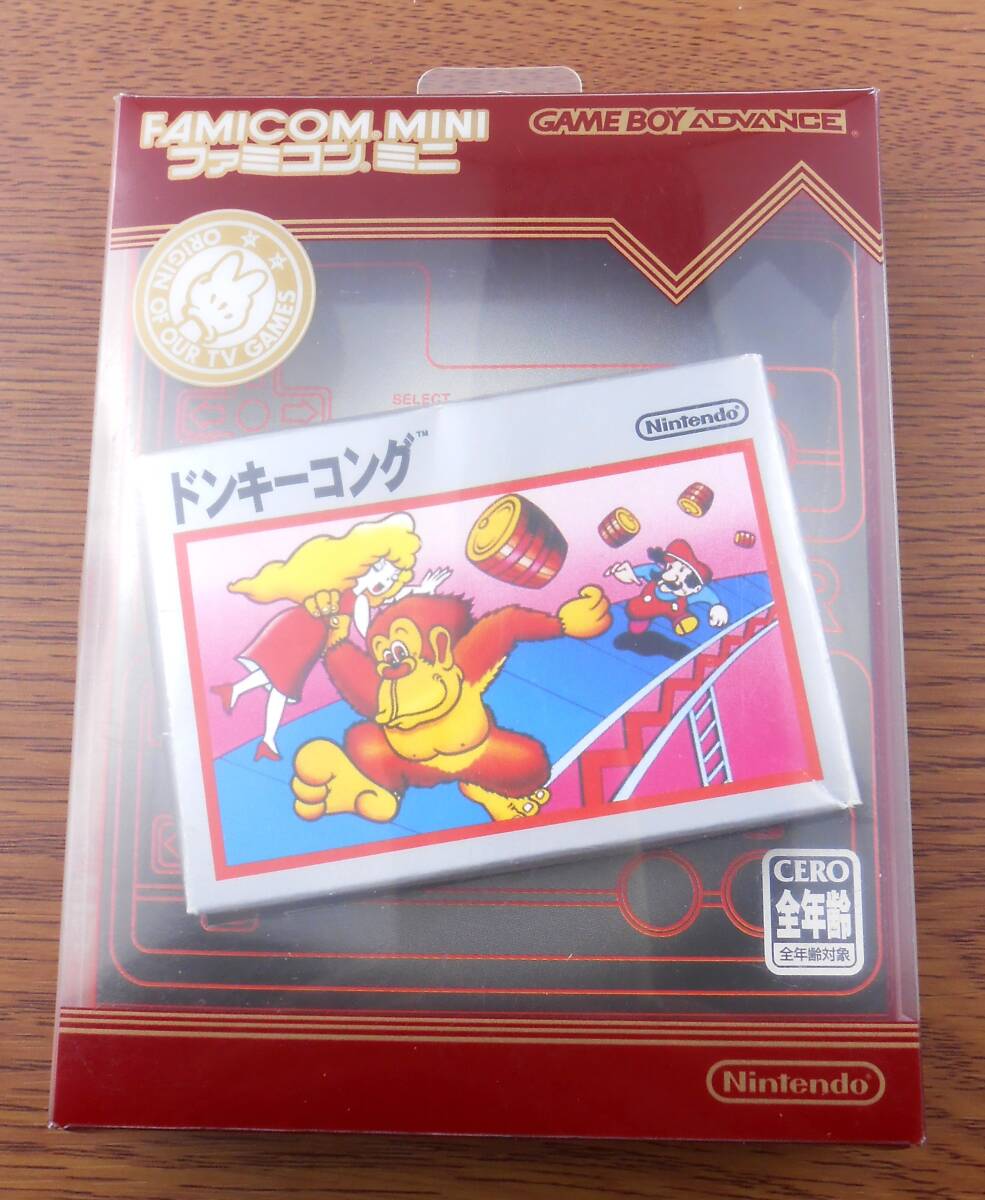 FAMICOM MINI
ファミコン ミニ
GAME BOY ADVANCE
ORIGIN OF OUR TV GAMES
SELECT
ドンキーコング™
Nintendo®
CERO
全年齢
全年齢対象
Nintendo®